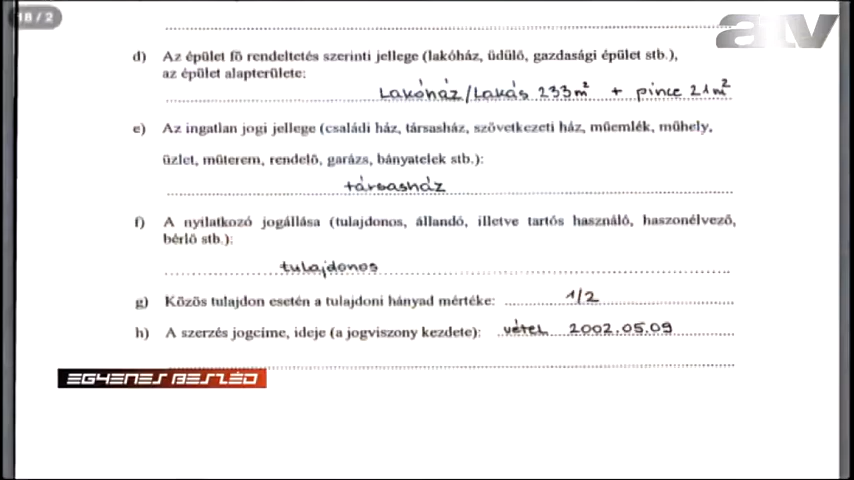 18 / 2
atv
d) Az épület fő rendeltetés szerinti jellege (lakóház, üdülő, gazdasági épület stb.),
az épület alapterülete:
Lakóház/Lakás 233 m² + pince 21 m²
e) Az ingatlan jogi jellege (családi ház, társasház, szövetkezeti ház, műemlék, műhely,
üzlet, műterem, rendelő, garázs, bányatelek stb.):
társasház
f) A nyilatkozó jogállása (tulajdonos, állandó, illetve tartós használó, haszonélvező,
bérlő stb.):
tulajdonos
g) Közös tulajdon esetén a tulajdoni hányad mértéke: 1/2
h) A szerzés jogcíme, ideje (a jogviszony kezdete): vétel 2002.05.09
EGYENES BESZÉD